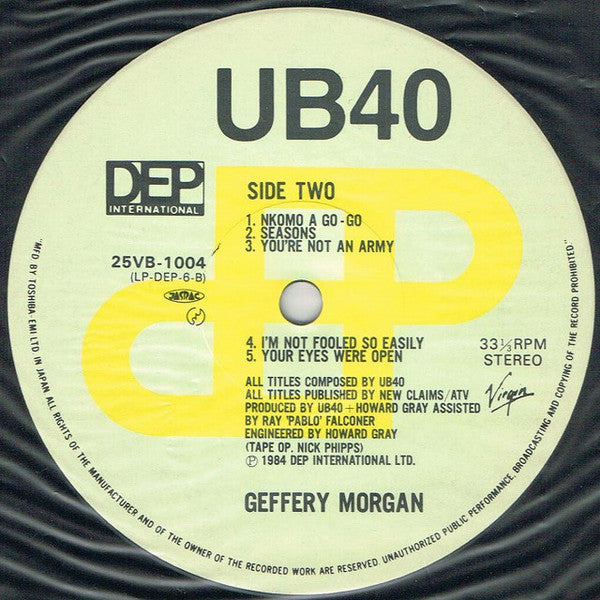 UB40
DEP
INTERNATIONAL
SIDE TWO
1. NKOMO A GO-GO
2. SEASONS
3. YOU'RE NOT AN ARMY
25VB-1004
(LP-DEP-6-B)
JASRAC
4. I'M NOT FOOLED SO EASILY
5. YOUR EYES WERE OPEN
33⅓RPM
STEREO
ALL TITLES COMPOSED BY UB40
ALL TITLES PUBLISHED BY NEW CLAIMS/ATV
PRODUCED BY UB40+HOWARD GRAY ASSISTED
BY RAY 'PABLO' FALCONER
ENGINEERED BY HOWARD GRAY
(TAPE OP. NICK PHIPPS)
Ⓟ 1984 DEP INTERNATIONAL LTD.
Virgin
GEFFERY MORGAN
"MFD BY TOSHIBA-EMI LTD IN JAPAN ALL RIGHTS OF THE MANUFACTURER AND OF THE OWNER OF THE RECORDED WORK ARE RESERVED. UNAUTHORIZED PUBLIC PERFORMANCE, BROADCASTING AND COPYING OF THE RECORD PROHIBITED."